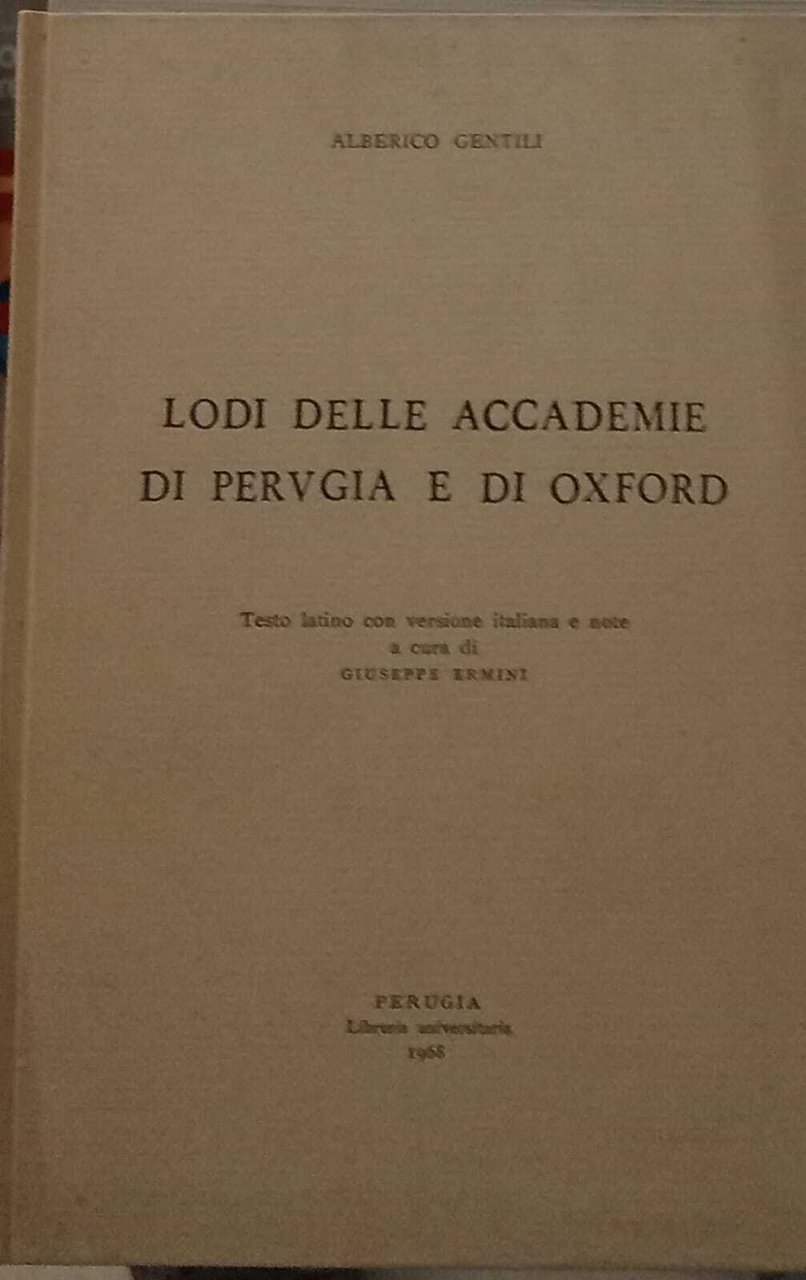 ALBERICO GENTILI
LODI DELLE ACCADEMIE
DI PERVGIA E DI OXFORD
Testo latino con versione italiana e note
a cura di
GIUSEPPE ERMINI
PERUGIA
Libreria universitaria
1968